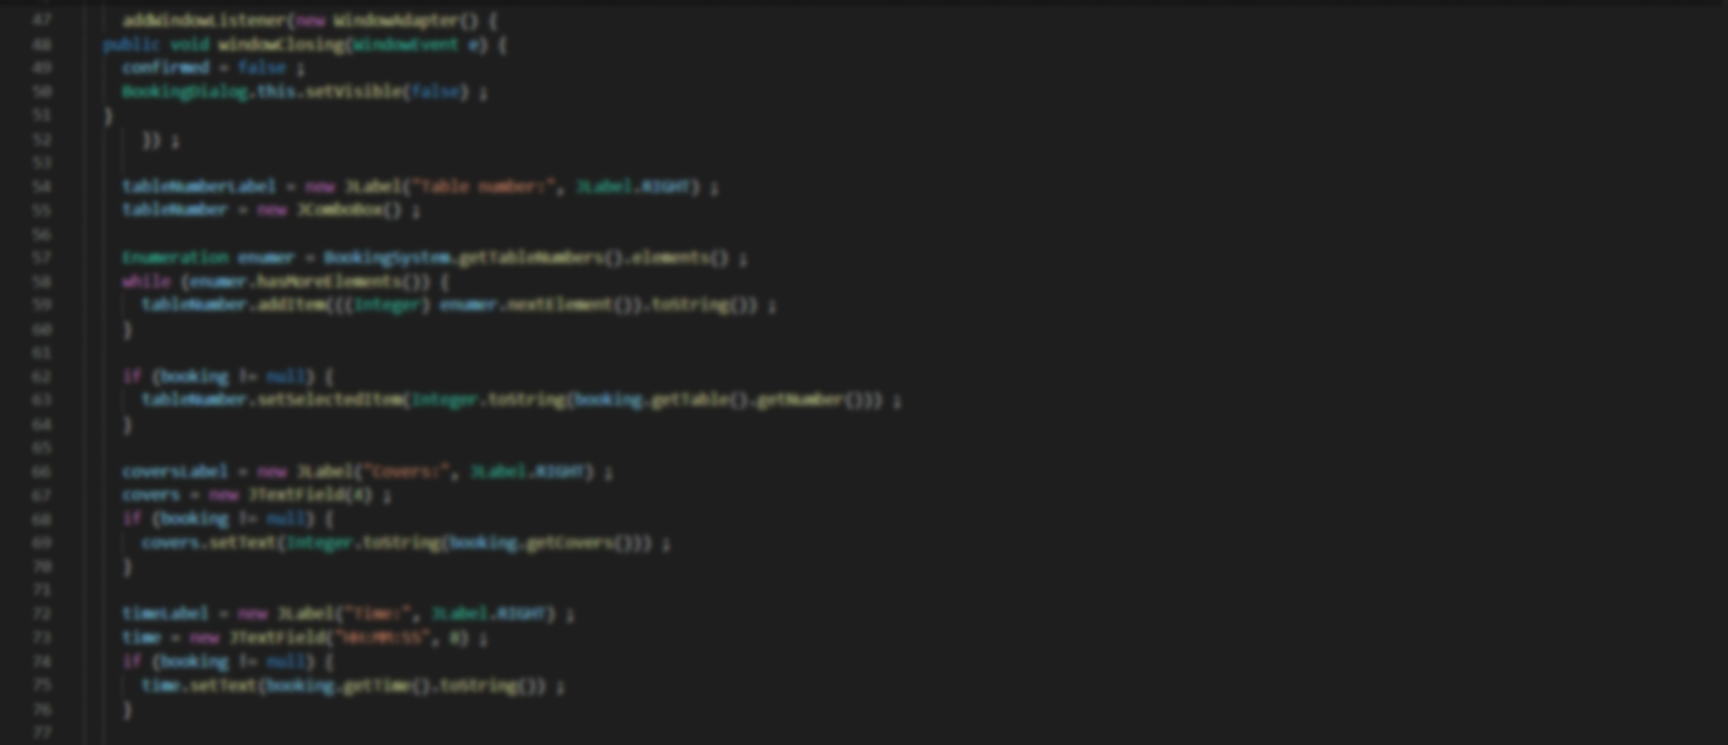 47 addWindowListener(new WindowAdapter() {
48 public void windowClosing(WindowEvent e) {
49 confirmed = false ;
50 BookingDialog.this.setVisible(false) ;
51 }
52 }) ;
53
54 tableNumberLabel = new JLabel("Table number:", JLabel.RIGHT) ;
55 tableNumber = new JComboBox() ;
56
57 Enumeration enumer = BookingSystem.getTableNumbers().elements() ;
58 while (enumer.hasMoreElements()) {
59 tableNumber.addItem(((Integer) enumer.nextElement()).toString()) ;
60 }
61
62 if (booking != null) {
63 tableNumber.setSelectedItem(Integer.toString(booking.getTable().getNumber())) ;
64 }
65
66 coversLabel = new JLabel("Covers:", JLabel.RIGHT) ;
67 covers = new JTextField(4) ;
68 if (booking != null) {
69 covers.setText(Integer.toString(booking.getCovers())) ;
70 }
71
72 timeLabel = new JLabel("Time:", JLabel.RIGHT) ;
73 time = new JTextField("HH:MM:SS", 8) ;
74 if (booking != null) {
75 time.setText(booking.getTime().toString()) ;
76 }
77